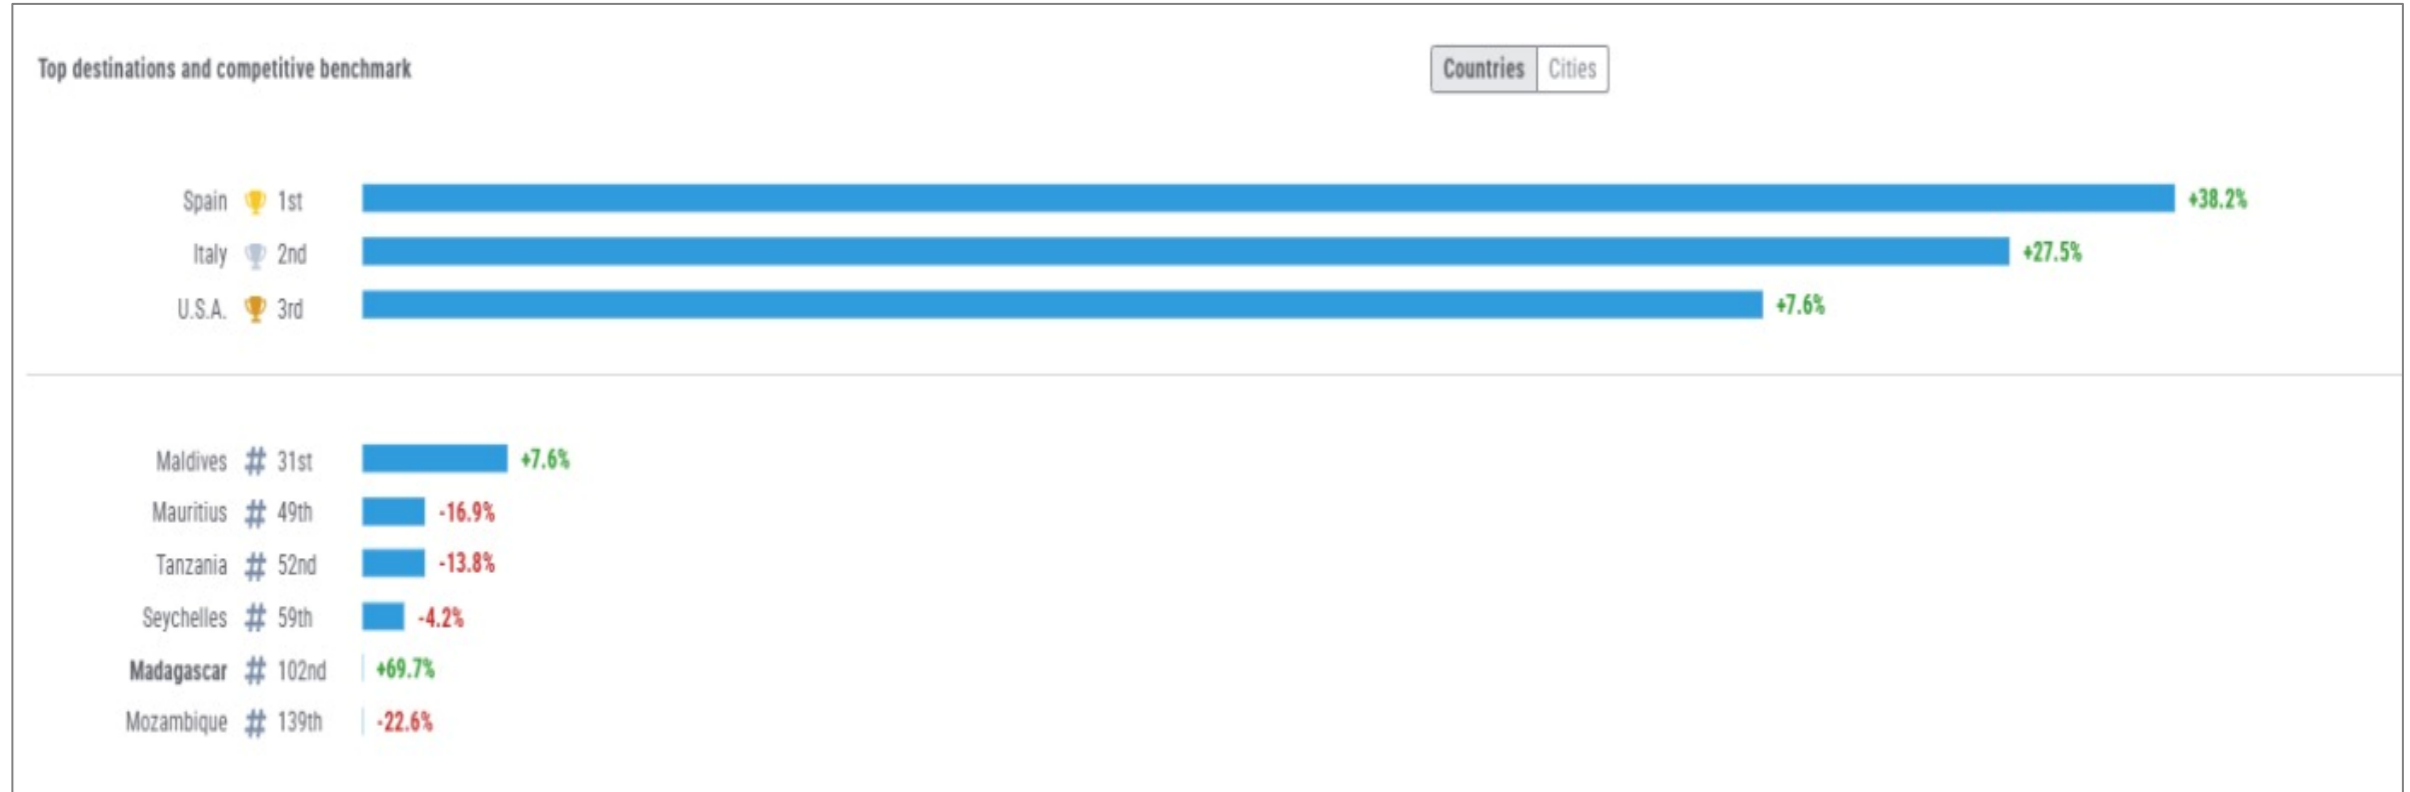 Top destinations and competitive benchmark
Countries Cities
Spain 1st +38.2%
Italy 2nd +27.5%
U.S.A. 3rd +7.6%
Maldives # 31st +7.6%
Mauritius # 49th -16.9%
Tanzania # 52nd -13.8%
Seychelles # 59th -4.2%
Madagascar # 102nd +69.7%
Mozambique # 139th -22.6%